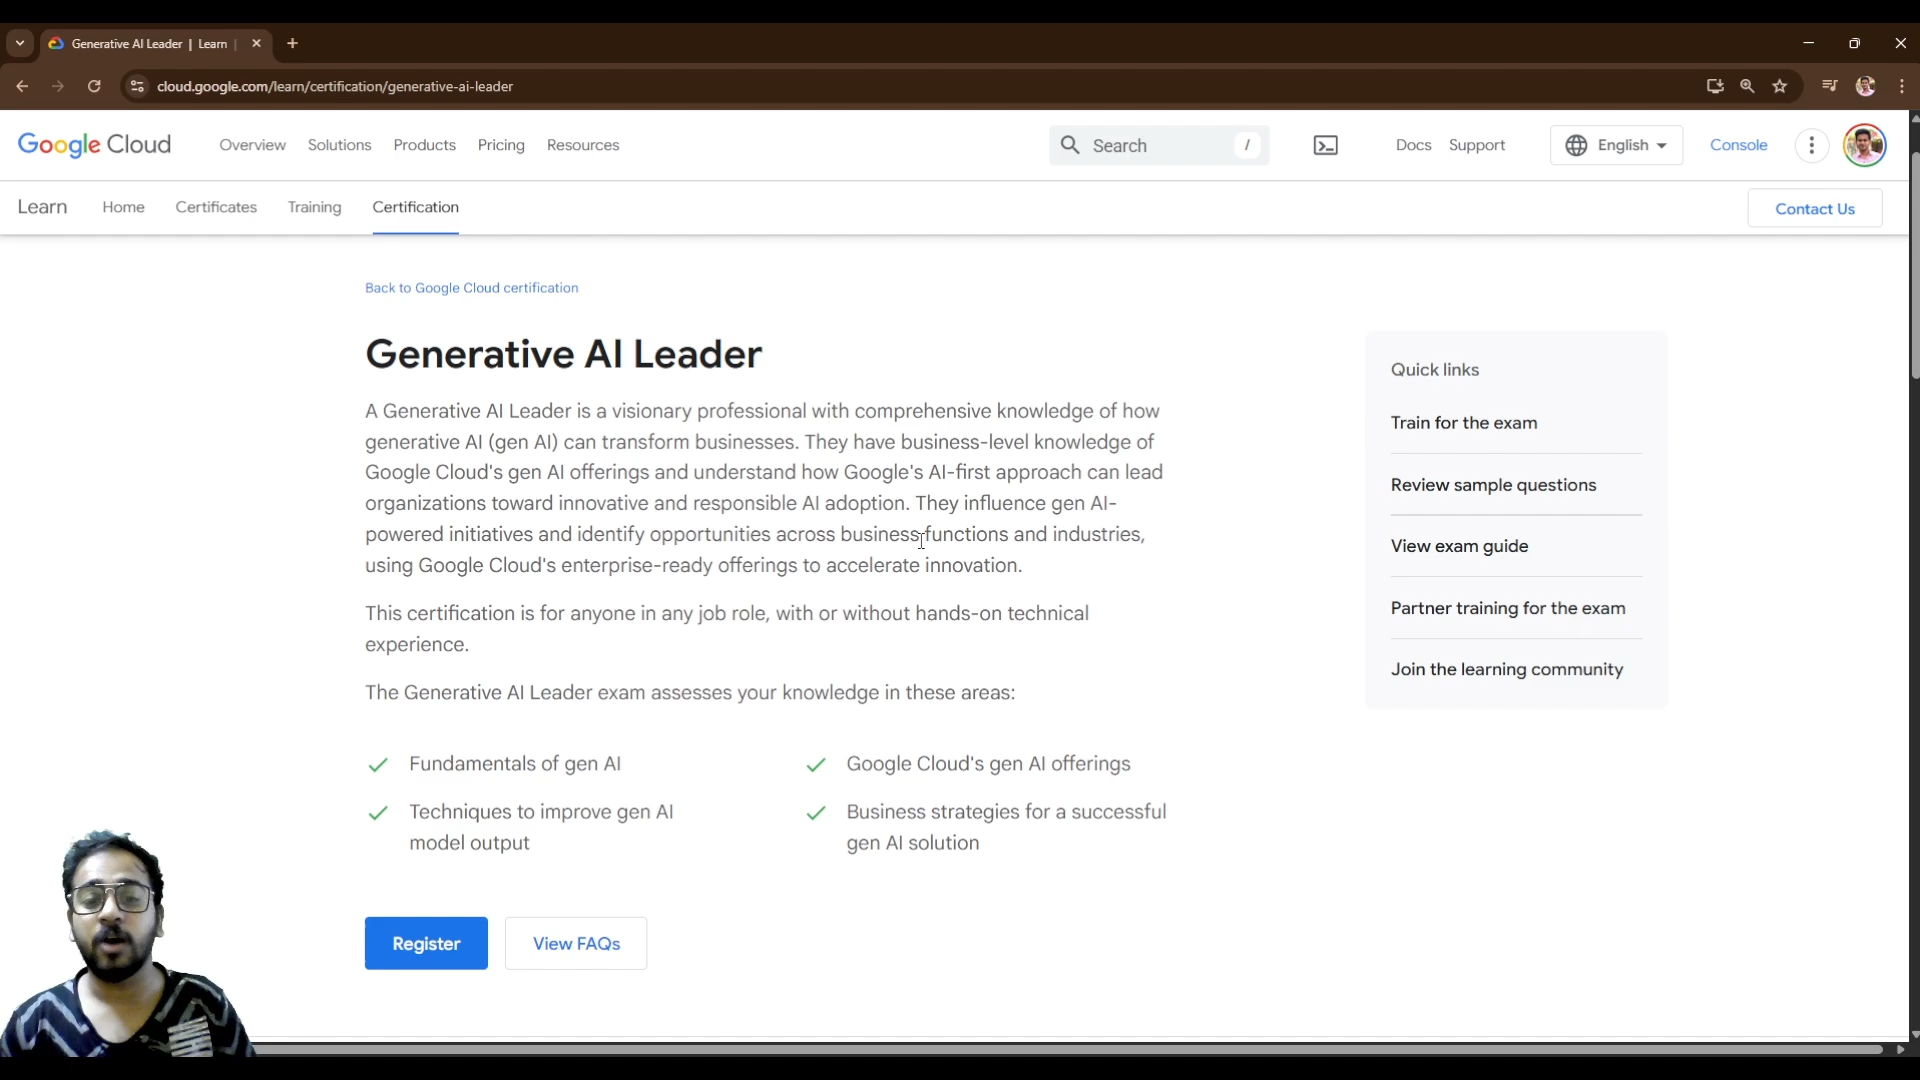 Generative AI Leader | Learn
cloud.google.com/learn/certification/generative-ai-leader
Google Cloud
Overview
Solutions
Products
Pricing
Resources
Search
/
Docs
Support
English
Console
Learn
Home
Certificates
Training
Certification
Contact Us
Back to Google Cloud certification
Generative AI Leader
A Generative AI Leader is a visionary professional with comprehensive knowledge of how
generative AI (gen AI) can transform businesses. They have business-level knowledge of
Google Cloud's gen AI offerings and understand how Google's AI-first approach can lead
organizations toward innovative and responsible AI adoption. They influence gen AI-
powered initiatives and identify opportunities across business functions and industries,
using Google Cloud's enterprise-ready offerings to accelerate innovation.
This certification is for anyone in any job role, with or without hands-on technical
experience.
The Generative AI Leader exam assesses your knowledge in these areas:
Fundamentals of gen AI
Techniques to improve gen AI
model output
Google Cloud's gen AI offerings
Business strategies for a successful
gen AI solution
Register
View FAQs
Quick links
Train for the exam
Review sample questions
View exam guide
Partner training for the exam
Join the learning community